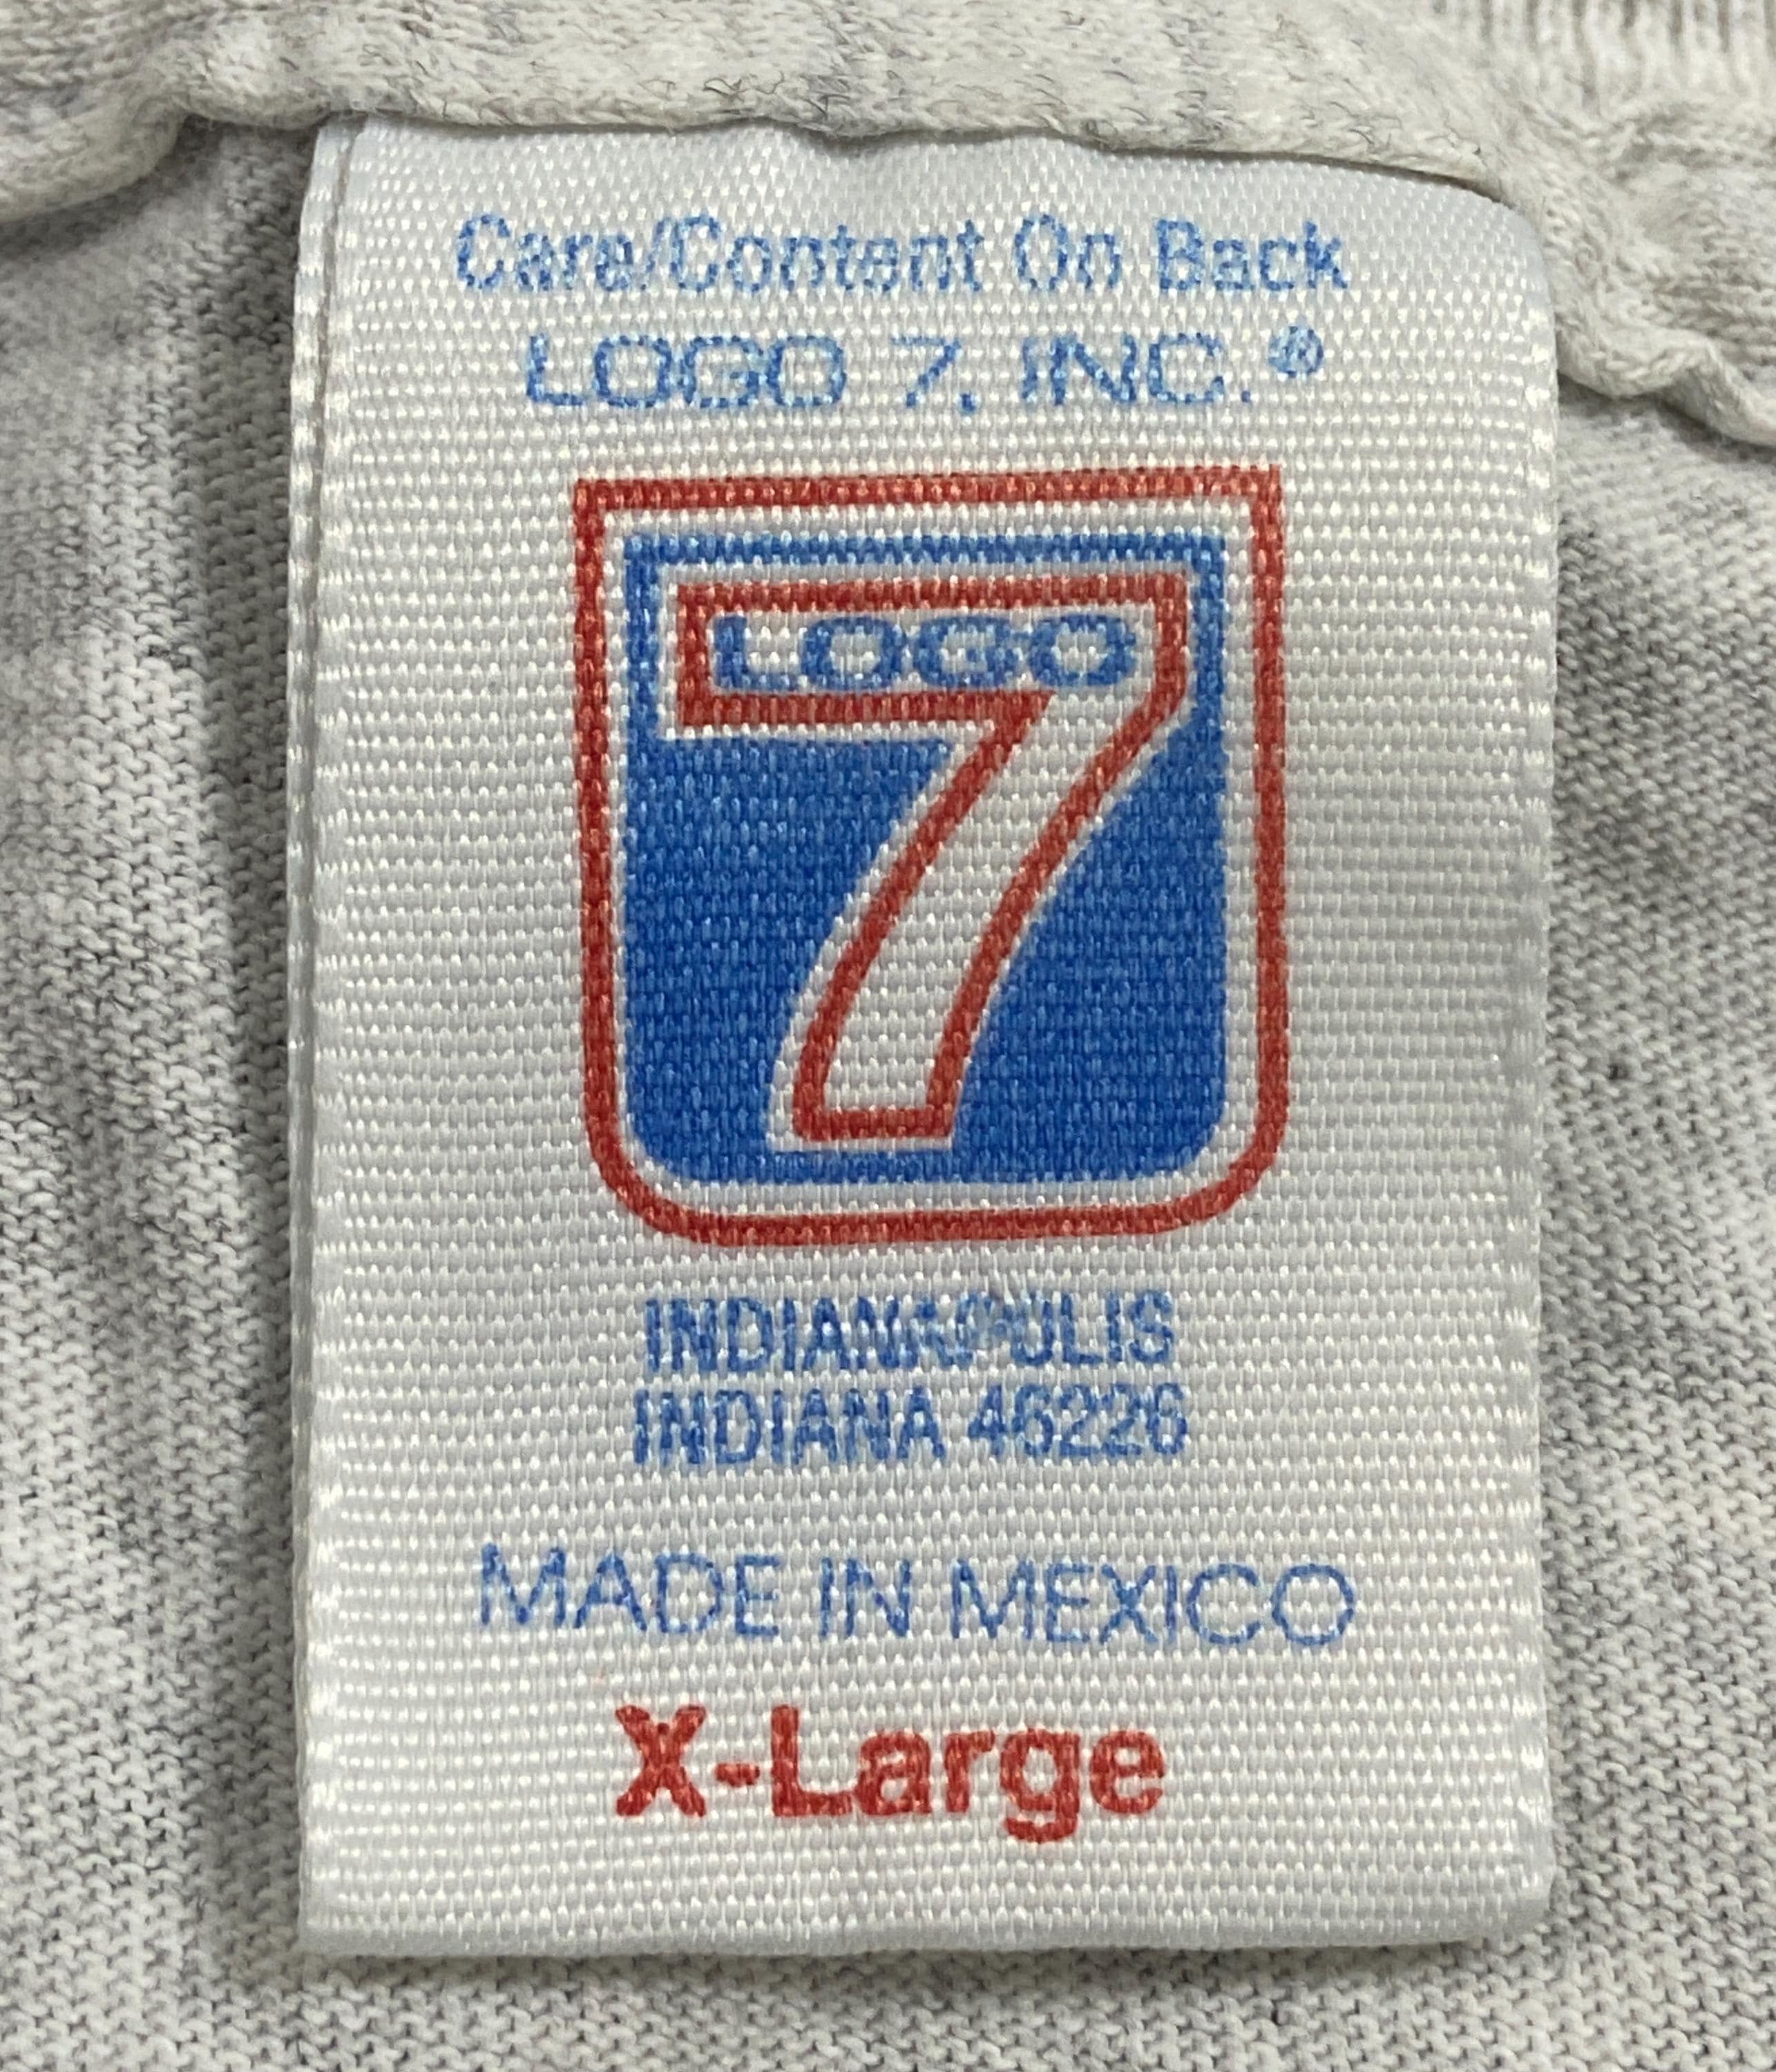 Care/Content On Back
LOGO 7, INC.®
LOGO
7
INDIANAPOLIS
INDIANA 46226
MADE IN MEXICO
X-Large